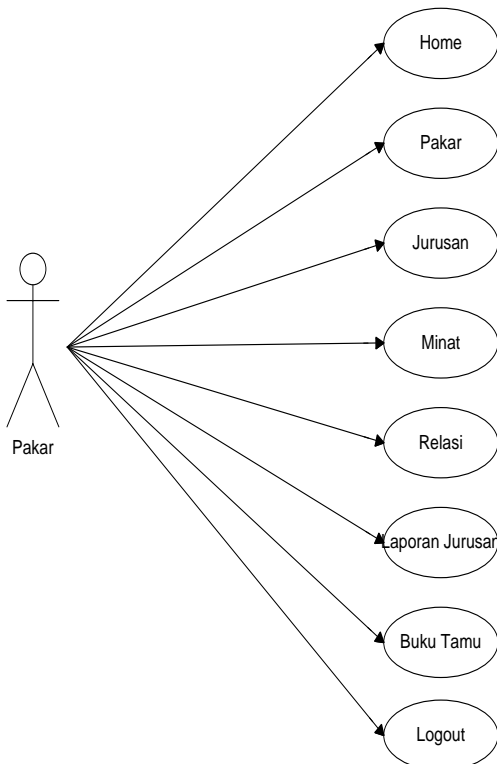 Home
Pakar
Jurusan
Minat
Pakar
Relasi
Laporan Jurusan
Buku Tamu
Logout